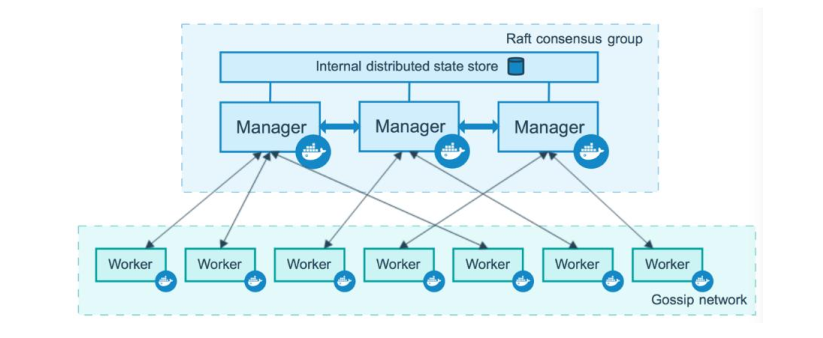 Raft consensus group
Internal distributed state store
Manager
Manager
Manager
Worker
Worker
Worker
Worker
Worker
Worker
Worker
Gossip network